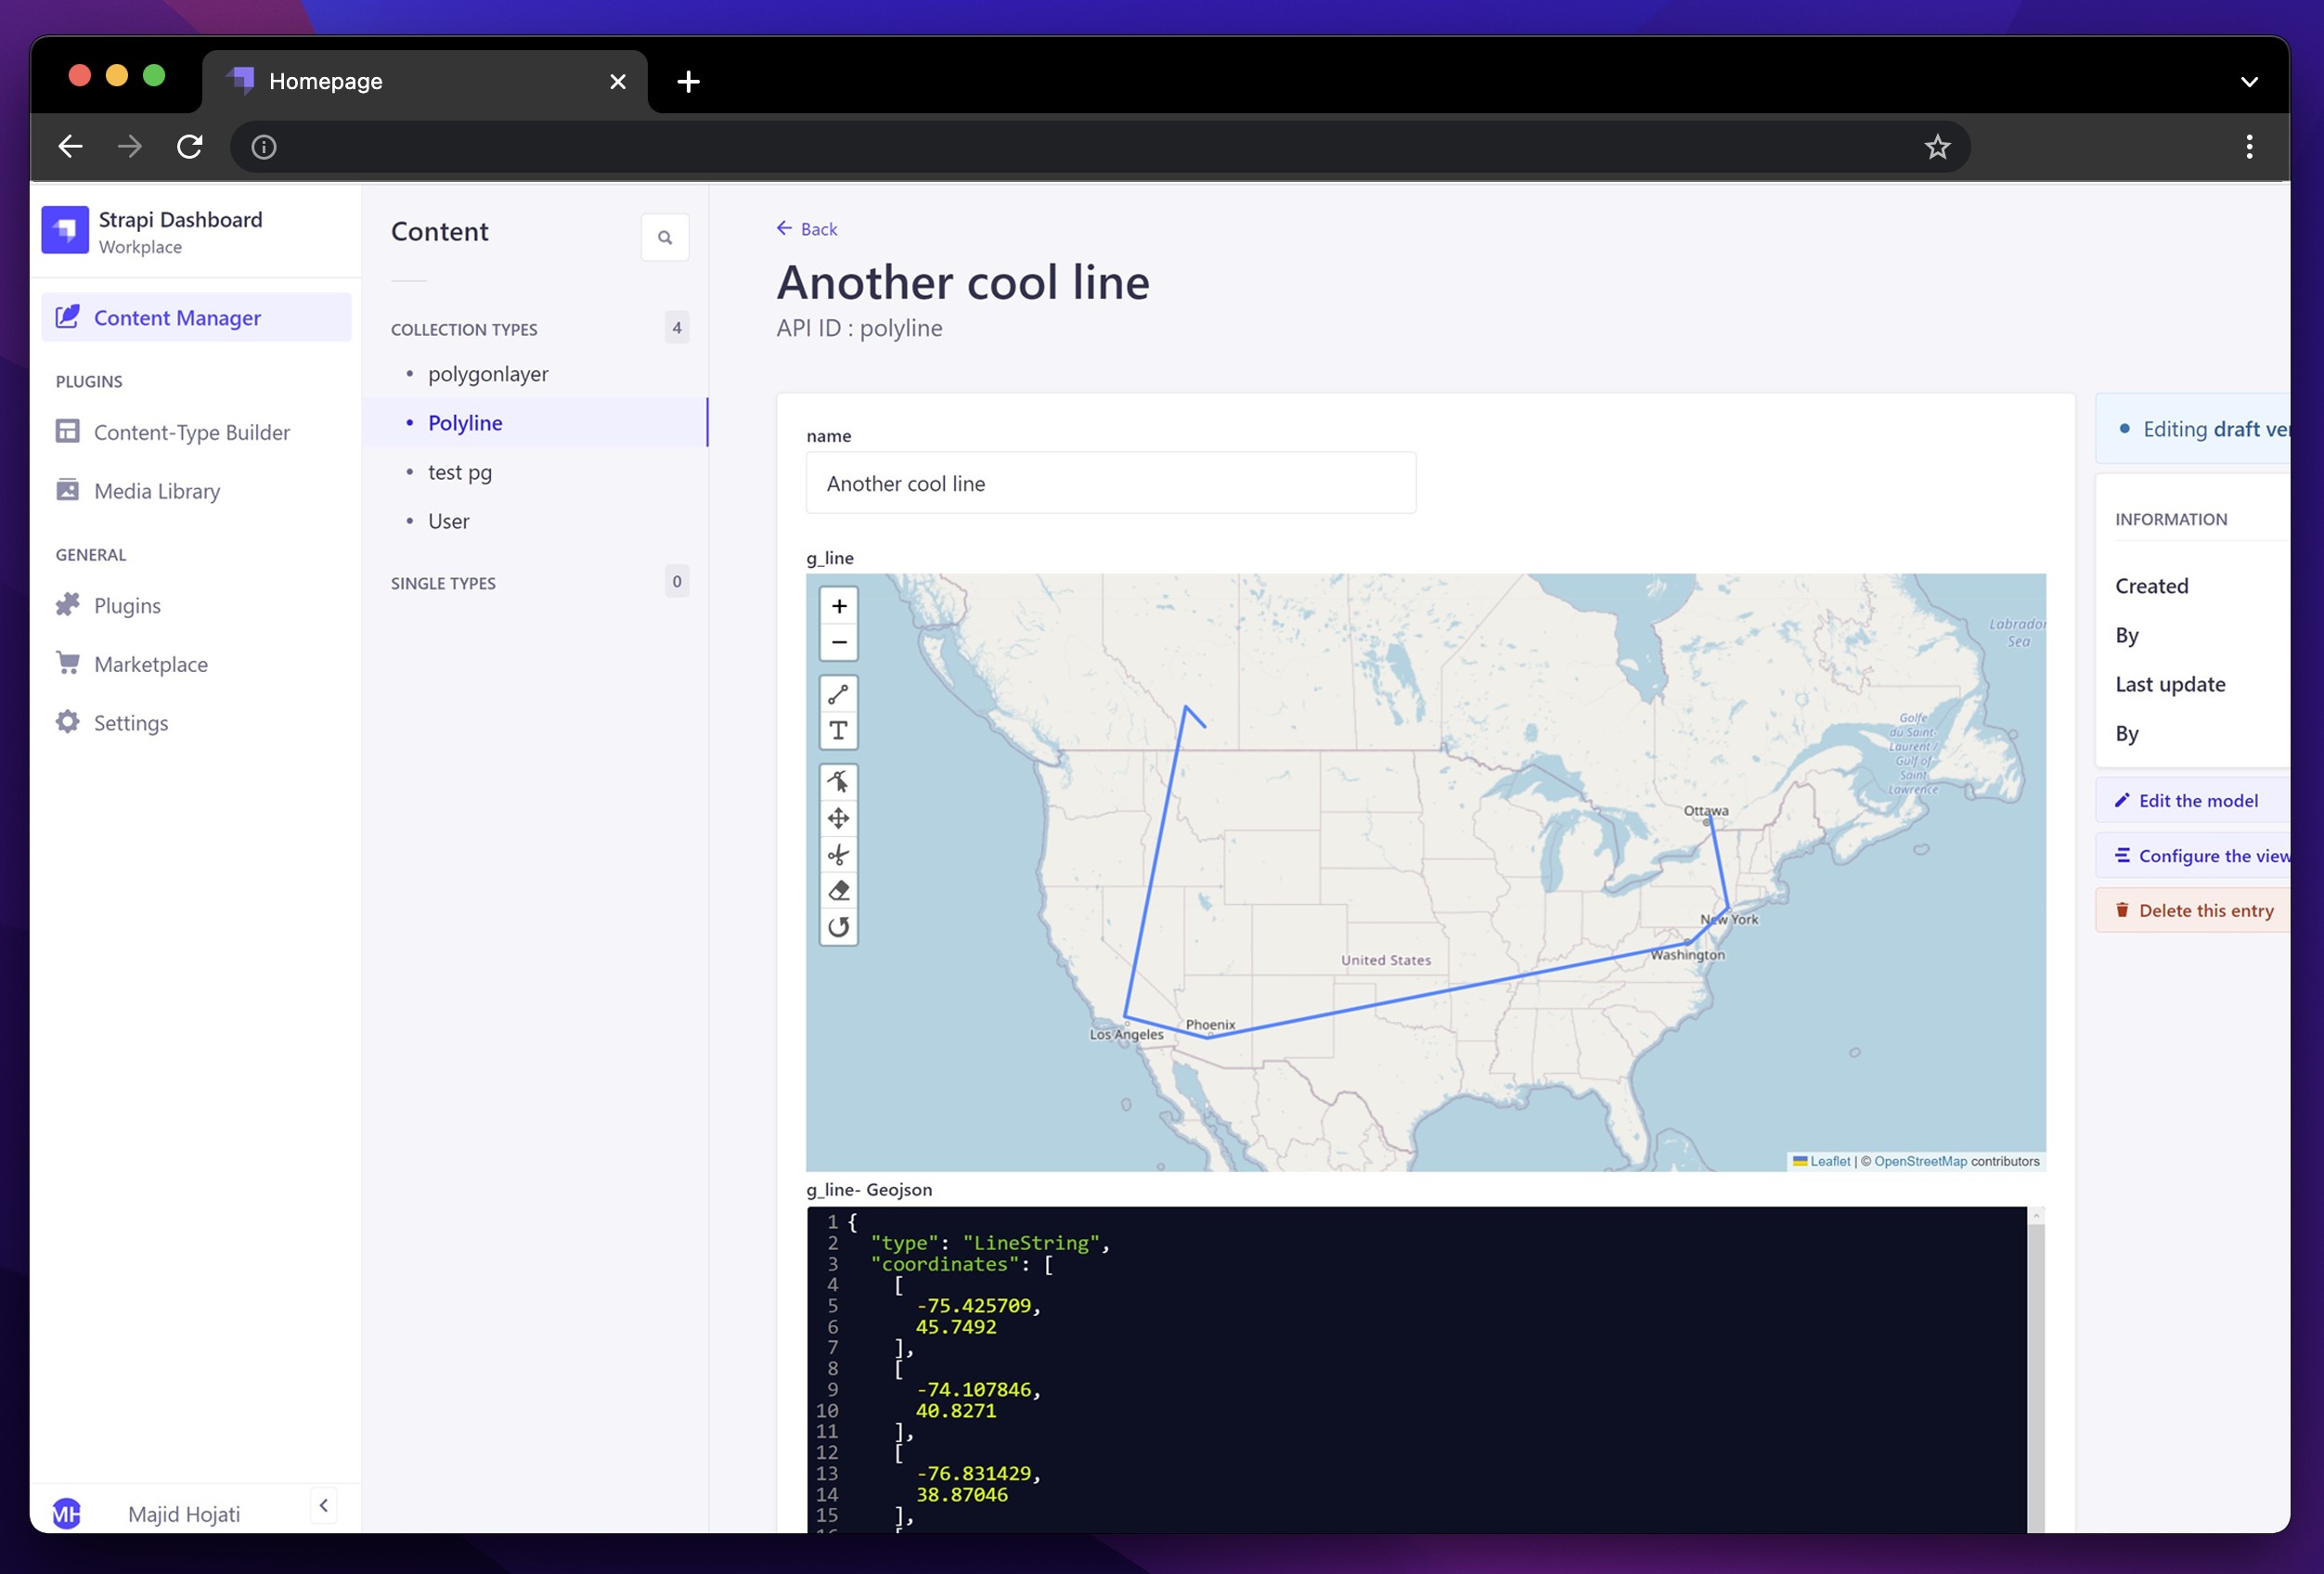 Homepage
Strapi Dashboard
Workplace
Content Manager
PLUGINS
Content-Type Builder
Media Library
GENERAL
Plugins
Marketplace
Settings
MH
Majid Hojati
Content
COLLECTION TYPES 4
polygonlayer
Polyline
test pg
User
SINGLE TYPES 0
Back
Another cool line
API ID : polyline
name
Another cool line
g_line
+
−
T
Labrador
Sea
Golfe
du Saint-
Laurent /
Gulf of
Saint
Lawrence
Ottawa
New York
Washington
United States
Phoenix
Los Angeles
Leaflet | © OpenStreetMap contributors
g_line- Geojson
1 {
2 "type": "LineString",
3 "coordinates": [
4 [
5 -75.425709,
6 45.7492
7 ],
8 [
9 -74.107846,
10 40.8271
11 ],
12 [
13 -76.831429,
14 38.87046
15 ],
16 [
Editing draft ver
INFORMATION
Created
By
Last update
By
Edit the model
Configure the view
Delete this entry